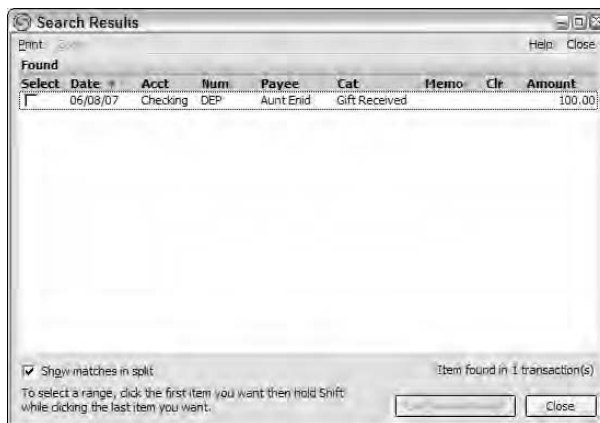 Search Results
Print
Help Close
Found
Select Date Acct Num Payee Cat Memo Clr Amount
06/08/07 Checking DEP Aunt Enid Gift Received 100.00
Show matches in split
Item found in 1 transaction(s)
To select a range, click the first item you want then hold Shift
while clicking the last item you want.
Close